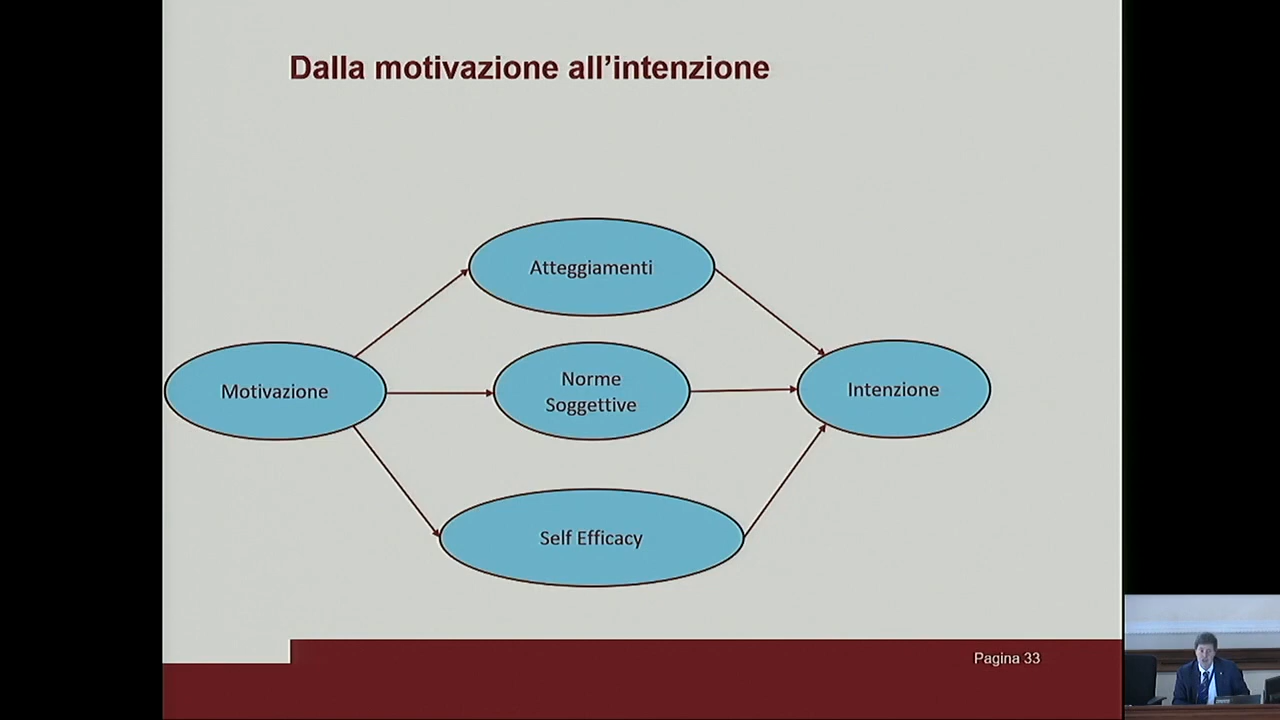 Dalla motivazione all’intenzione
Atteggiamenti
Motivazione
Norme
Soggettive
Intenzione
Self Efficacy
Pagina 33